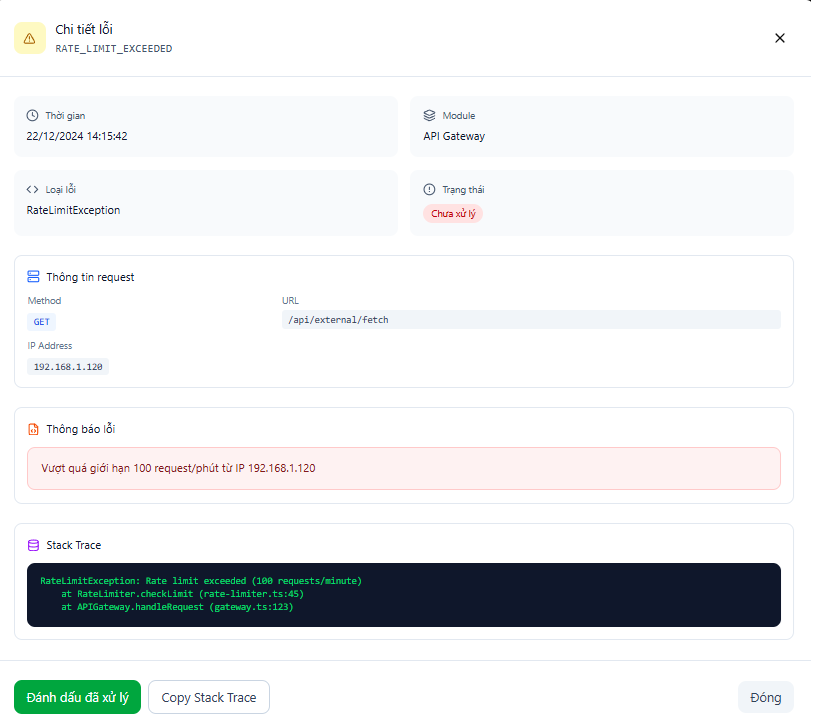 Chi tiết lỗi
RATE_LIMIT_EXCEEDED
Thời gian
22/12/2024 14:15:42
Module
API Gateway
Loại lỗi
RateLimitException
Trạng thái
Chưa xử lý
Thông tin request
Method
GET
URL
/api/external/fetch
IP Address
192.168.1.120
Thông báo lỗi
Vượt quá giới hạn 100 request/phút từ IP 192.168.1.120
Stack Trace
RateLimitException: Rate limit exceeded (100 requests/minute)
at RateLimiter.checkLimit (rate-limiter.ts:45)
at APIGateway.handleRequest (gateway.ts:123)
Đánh dấu đã xử lý
Copy Stack Trace
Đóng